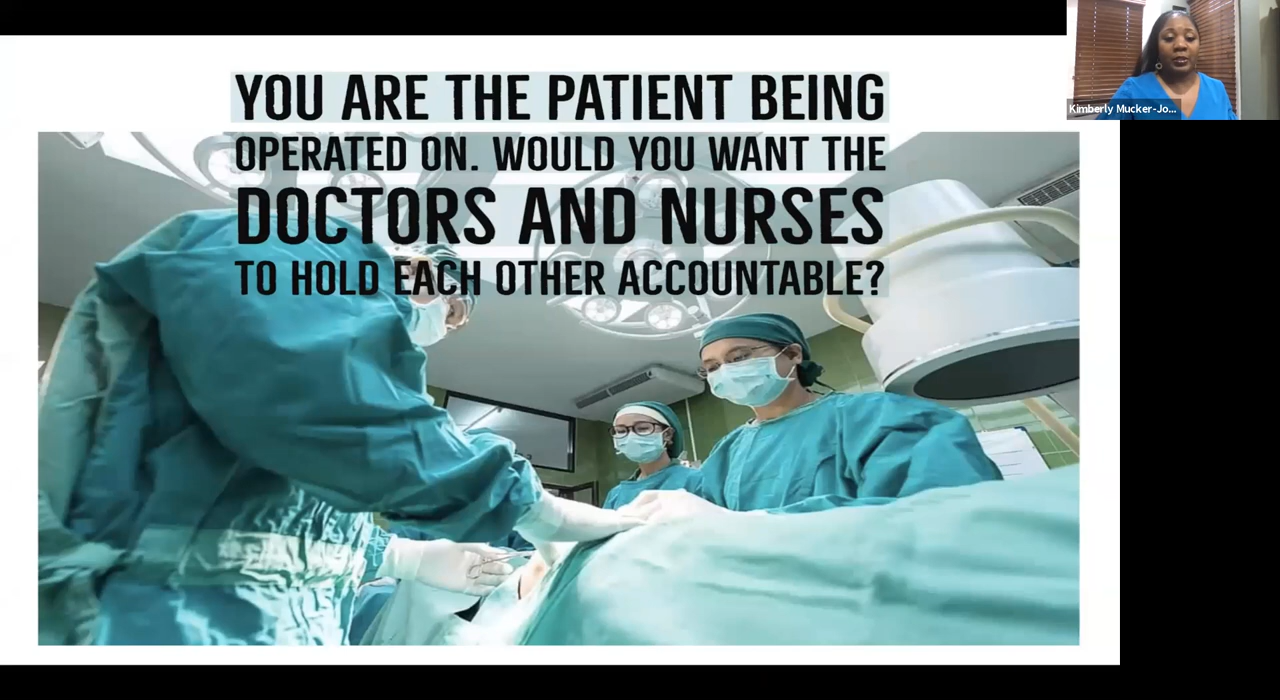 YOU ARE THE PATIENT BEING
OPERATED ON. WOULD YOU WANT THE
DOCTORS AND NURSES
TO HOLD EACH OTHER ACCOUNTABLE?
Kimberly Mucker-Jo...